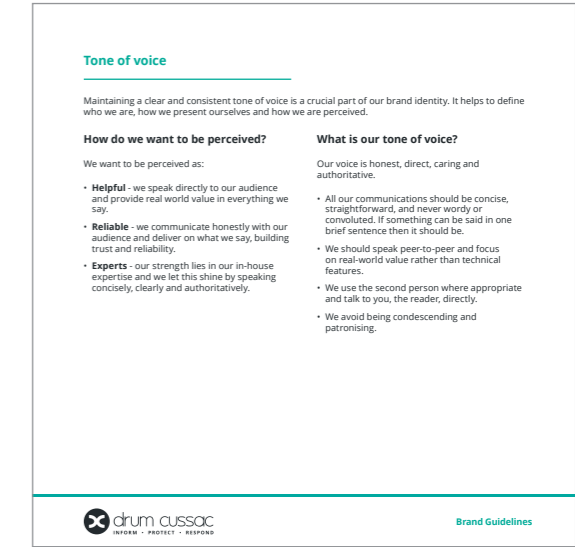 Tone of voice
Maintaining a clear and consistent tone of voice is a crucial part of our brand identity. It helps to define
who we are, how we present ourselves and how we are perceived.
How do we want to be perceived?
We want to be perceived as:
• Helpful - we speak directly to our audience
and provide real world value in everything we
say.
• Reliable - we communicate honestly with our
audience and deliver on what we say, building
trust and reliability.
• Experts - our strength lies in our in-house
expertise and we let this shine by speaking
concisely, clearly and authoritatively.
What is our tone of voice?
Our voice is honest, direct, caring and
authoritative.
• All our communications should be concise,
straightforward, and never wordy or
convoluted. If something can be said in one
brief sentence then it should be.
• We should speak peer-to-peer and focus
on real-world value rather than technical
features.
• We use the second person where appropriate
and talk to you, the reader, directly.
• We avoid being condescending and
patronising.
drum cussac
INFORM • PROTECT • RESPOND
Brand Guidelines